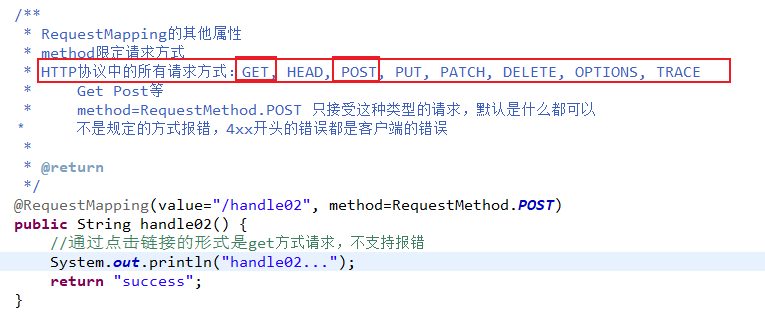 /**
* RequestMapping的其他属性
* method限定请求方式
* HTTP协议中的所有请求方式：GET, HEAD, POST, PUT, PATCH, DELETE, OPTIONS, TRACE
* Get Post等
* method=RequestMethod.POST 只接受这种类型的请求，默认是什么都可以
* 不是规定的方式报错，4xx开头的错误都是客户端的错误
*
* @return
*/
@RequestMapping(value="/handle02", method=RequestMethod.POST)
public String handle02() {
//通过点击链接的形式是get方式请求，不支持报错
System.out.println("handle02...");
return "success";
}